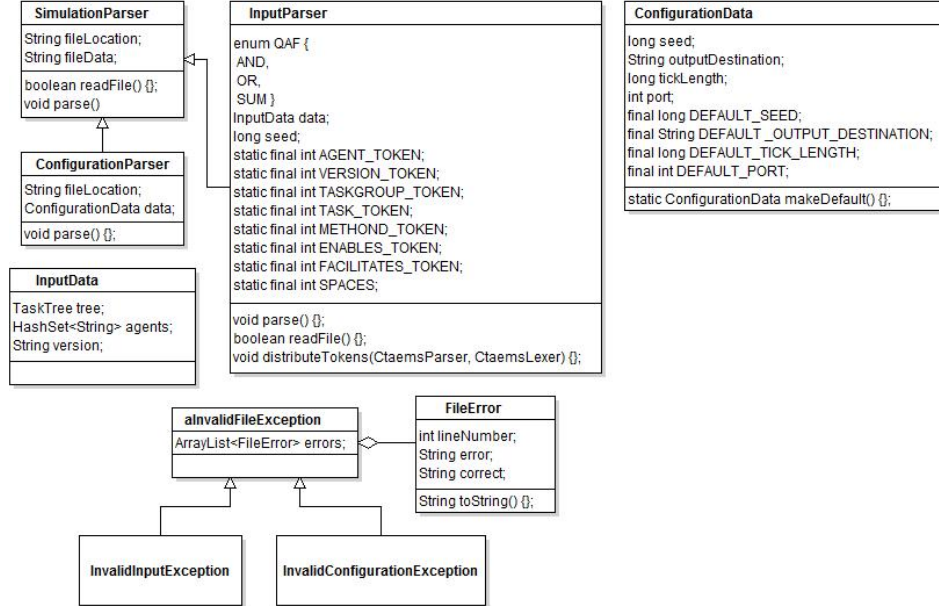 SimulationParser
String fileLocation;
String fileData;
boolean readFile() {};
void parse()
ConfigurationParser
String fileLocation;
ConfigurationData data;
void parse() {};
InputData
TaskTree tree;
HashSet<String> agents;
String version;
InputParser
enum QAF {
AND,
OR,
SUM }
InputData data;
long seed;
static final int AGENT_TOKEN;
static final int VERSION_TOKEN;
static final int TASKGROUP_TOKEN;
static final int TASK_TOKEN;
static final int METHOND_TOKEN;
static final int ENABLES_TOKEN;
static final int FACILITATES_TOKEN;
static final int SPACES;
void parse() {};
boolean readFile() {};
void distributeTokens(CtaemsParser, CtaemsLexer) {};
ConfigurationData
long seed;
String outputDestination;
long tickLength;
int port;
final long DEFAULT_SEED;
final String DEFAULT _OUTPUT_DESTINATION;
final long DEFAULT_TICK_LENGTH;
final int DEFAULT_PORT;
static ConfigurationData makeDefault() {};
aInvalidFileException
ArrayList<FileError> errors;
FileError
int lineNumber;
String error;
String correct;
String toString() {};
InvalidInputException
InvalidConfigurationException